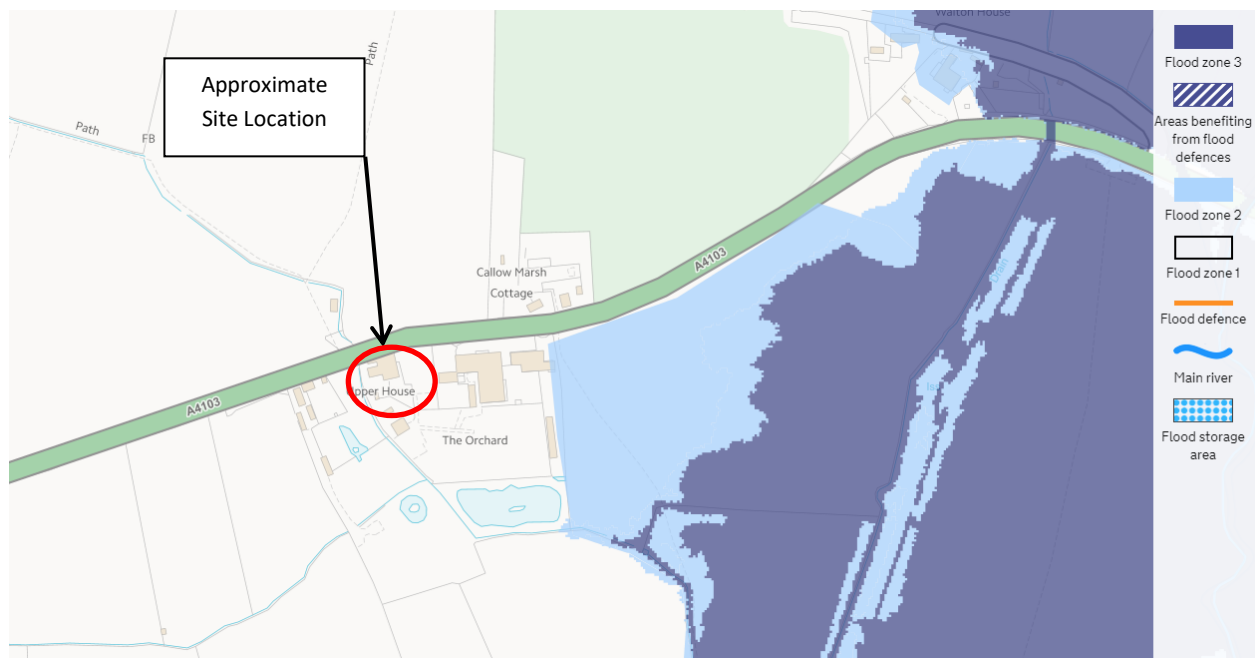 Walton House
Approximate
Site Location
Path
Path
FB
A4103
Callow Marsh
Cottage
Upper House
A4103
The Orchard
Flood zone 3
Areas benefiting
from flood
defences
Flood zone 2
Flood zone 1
Flood defence
Main river
Flood storage
area